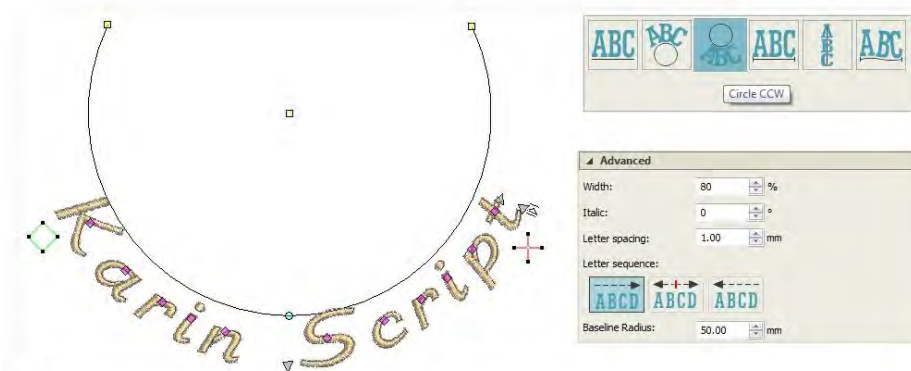 ABC ABC ABC ABC ABC ABC
Circle CCW
Karin Script
Advanced
Width: 80 %
Italic: 0 °
Letter spacing: 1.00 mm
Letter sequence:
ABCD ABCD ABCD
Baseline Radius: 50.00 mm